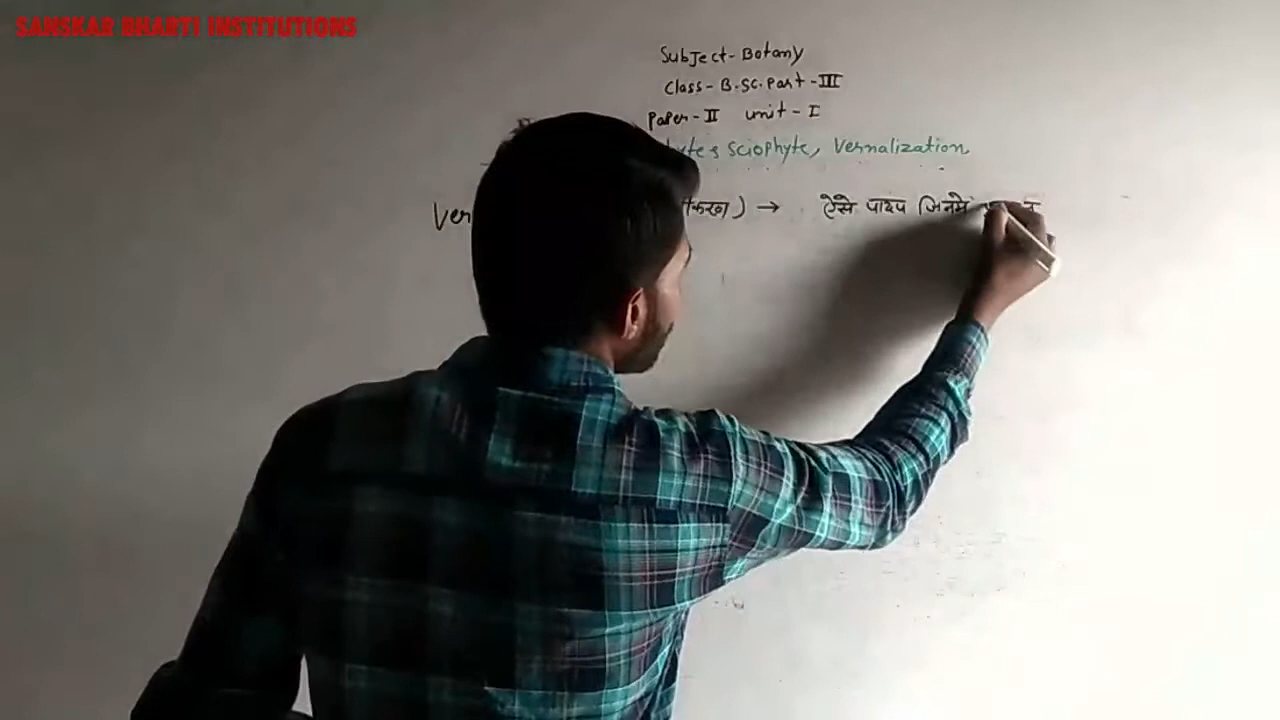 SANSKAR BHARTI INSTITUTIONS
Subject-Botany
Class-B.Sc.Part-III
Paper-II unit-I
Sciophyte, Vernalization
→ ऐसे पादप जिनमे